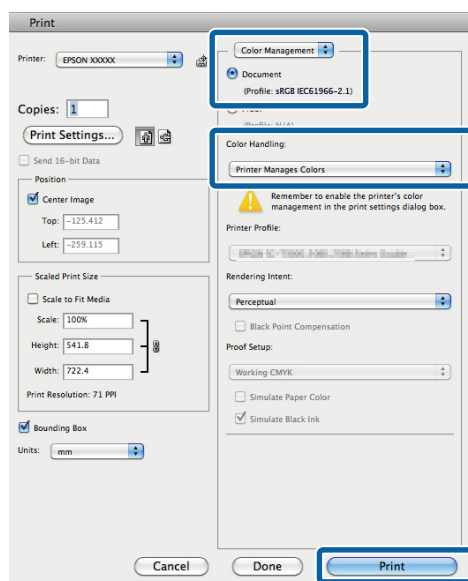 Print
Printer: EPSON XXXXX
Copies: 1
Print Settings...
Send 16-bit Data
Position
Center Image
Top: -125.412
Left: -259.115
Scaled Print Size
Scale to Fit Media
Scale: 100%
Height: 541.8
Width: 722.4
Print Resolution: 71 PPI
Bounding Box
Units: mm
Color Management
Document
(Profile: sRGB IEC61966-2.1)
Color Handling:
Printer Manages Colors
Remember to enable the printer's color
management in the print settings dialog box.
Printer Profile:
Rendering Intent:
Perceptual
Black Point Compensation
Proof Setup:
Working CMYK
Simulate Paper Color
Simulate Black Ink
Cancel
Done
Print